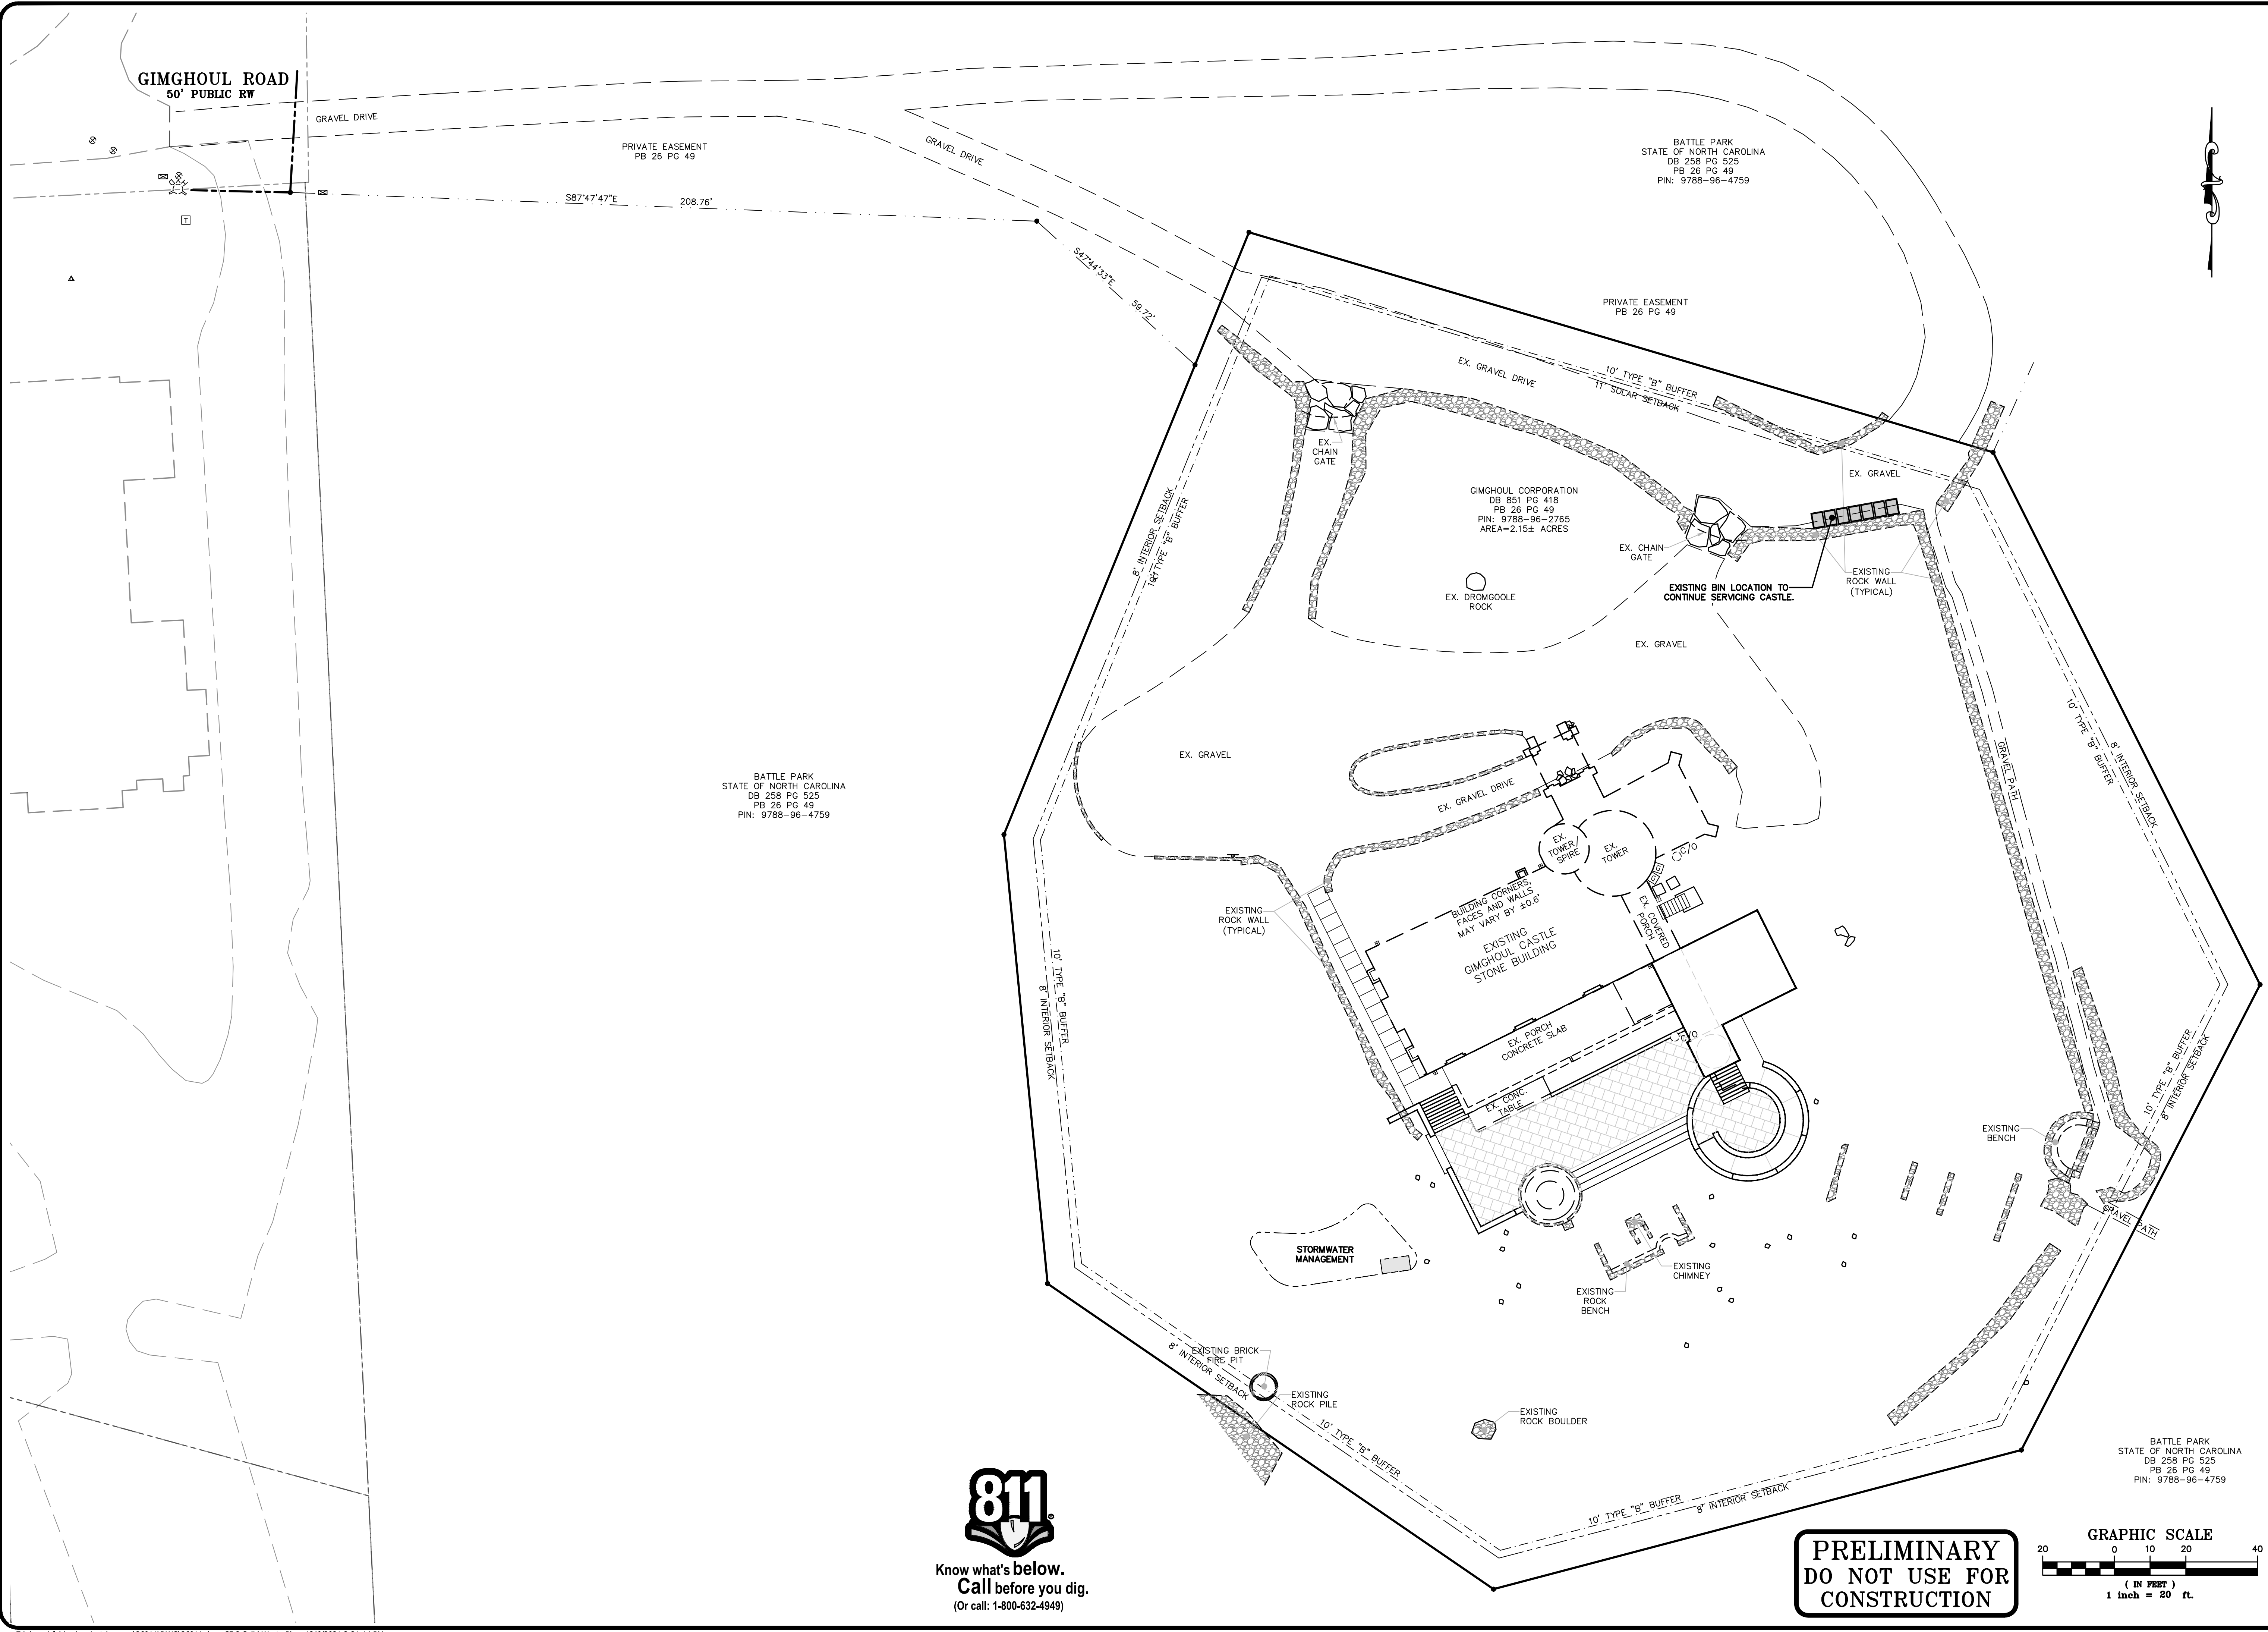 GIMGHOUL ROAD
50' PUBLIC RW
GRAVEL DRIVE
PRIVATE EASEMENT
PB 26 PG 49
GRAVEL DRIVE
BATTLE PARK
STATE OF NORTH CAROLINA
DB 258 PG 525
PB 26 PG 49
PIN: 9788-96-4759
T
S87°47'47"E 208.76'
S47°44'33"E 59.72'
PRIVATE EASEMENT
PB 26 PG 49
EX. GRAVEL DRIVE
10' TYPE "B" BUFFER
11' SOLAR SETBACK
EX.
CHAIN
GATE
EX. GRAVEL
8' INTERIOR SETBACK
10' TYPE "B" BUFFER
GIMGHOUL CORPORATION
DB 851 PG 418
PB 26 PG 49
PIN: 9788-96-2765
AREA=2.15± ACRES
EX. CHAIN
GATE
EXISTING BIN LOCATION TO
CONTINUE SERVICING CASTLE.
EXISTING
ROCK WALL
(TYPICAL)
EX. DROMGOOLE
ROCK
EX. GRAVEL
EX. GRAVEL
GRAVEL PATH
10' TYPE "B" BUFFER
8' INTERIOR SETBACK
BATTLE PARK
STATE OF NORTH CAROLINA
DB 258 PG 525
PB 26 PG 49
PIN: 9788-96-4759
EX. GRAVEL DRIVE
EX.
TOWER/
SPIRE
EX.
TOWER
C/O
EXISTING
ROCK WALL
(TYPICAL)
BUILDING CORNERS,
FACES AND WALLS
MAY VARY BY ±0.6'
EX. COVERED
PORCH
EXISTING
GIMGHOUL CASTLE
STONE BUILDING
10' TYPE "B" BUFFER
8' INTERIOR SETBACK
EX. PORCH
CONCRETE SLAB
C/O
EX. CONC.
TABLE
10' TYPE "B" BUFFER
8' INTERIOR SETBACK
EXISTING
BENCH
GRAVEL PATH
STORMWATER
MANAGEMENT
EXISTING
CHIMNEY
EXISTING
ROCK
BENCH
EXISTING BRICK
FIRE PIT
8' INTERIOR SETBACK
EXISTING
ROCK PILE
EXISTING
ROCK BOULDER
10' TYPE "B" BUFFER
10' TYPE "B" BUFFER
8' INTERIOR SETBACK
BATTLE PARK
STATE OF NORTH CAROLINA
DB 258 PG 525
PB 26 PG 49
PIN: 9788-96-4759
811
Know what's below.
Call before you dig.
(Or call: 1-800-632-4949)
PRELIMINARY
DO NOT USE FOR
CONSTRUCTION
GRAPHIC SCALE
20 0 10 20 40
( IN FEET )
1 inch = 20 ft.